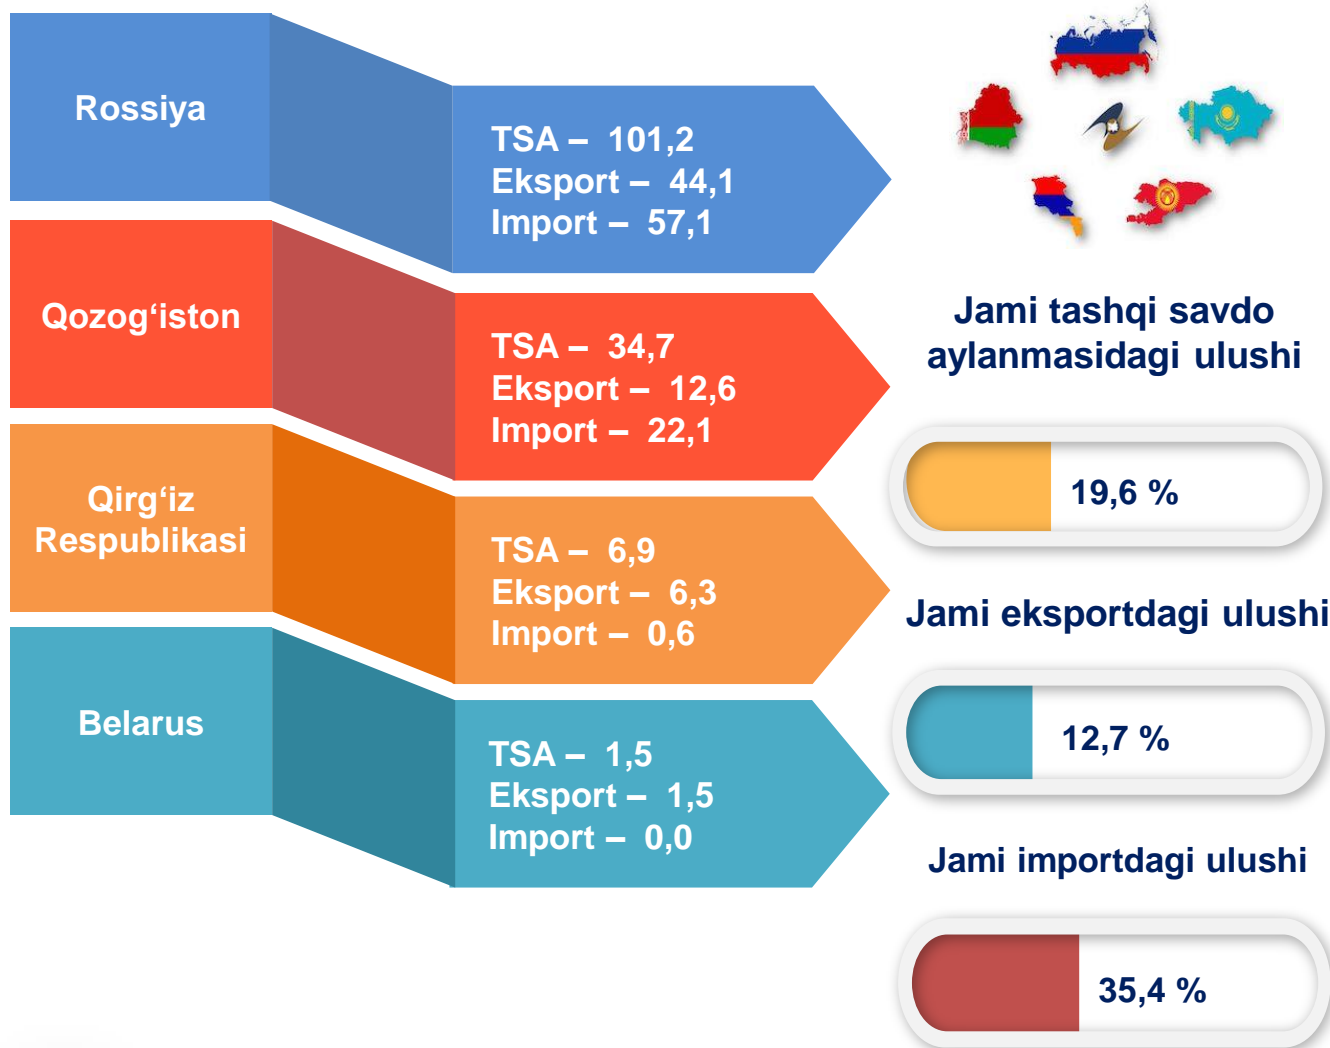 Rossiya
TSA – 101,2
Eksport – 44,1
Import – 57,1
Qozog‘iston
TSA – 34,7
Eksport – 12,6
Import – 22,1
Qirg‘iz
Respublikasi
TSA – 6,9
Eksport – 6,3
Import – 0,6
Belarus
TSA – 1,5
Eksport – 1,5
Import – 0,0
Jami tashqi savdo
aylanmasidagi ulushi
19,6 %
Jami eksportdagi ulushi
12,7 %
Jami importdagi ulushi
35,4 %